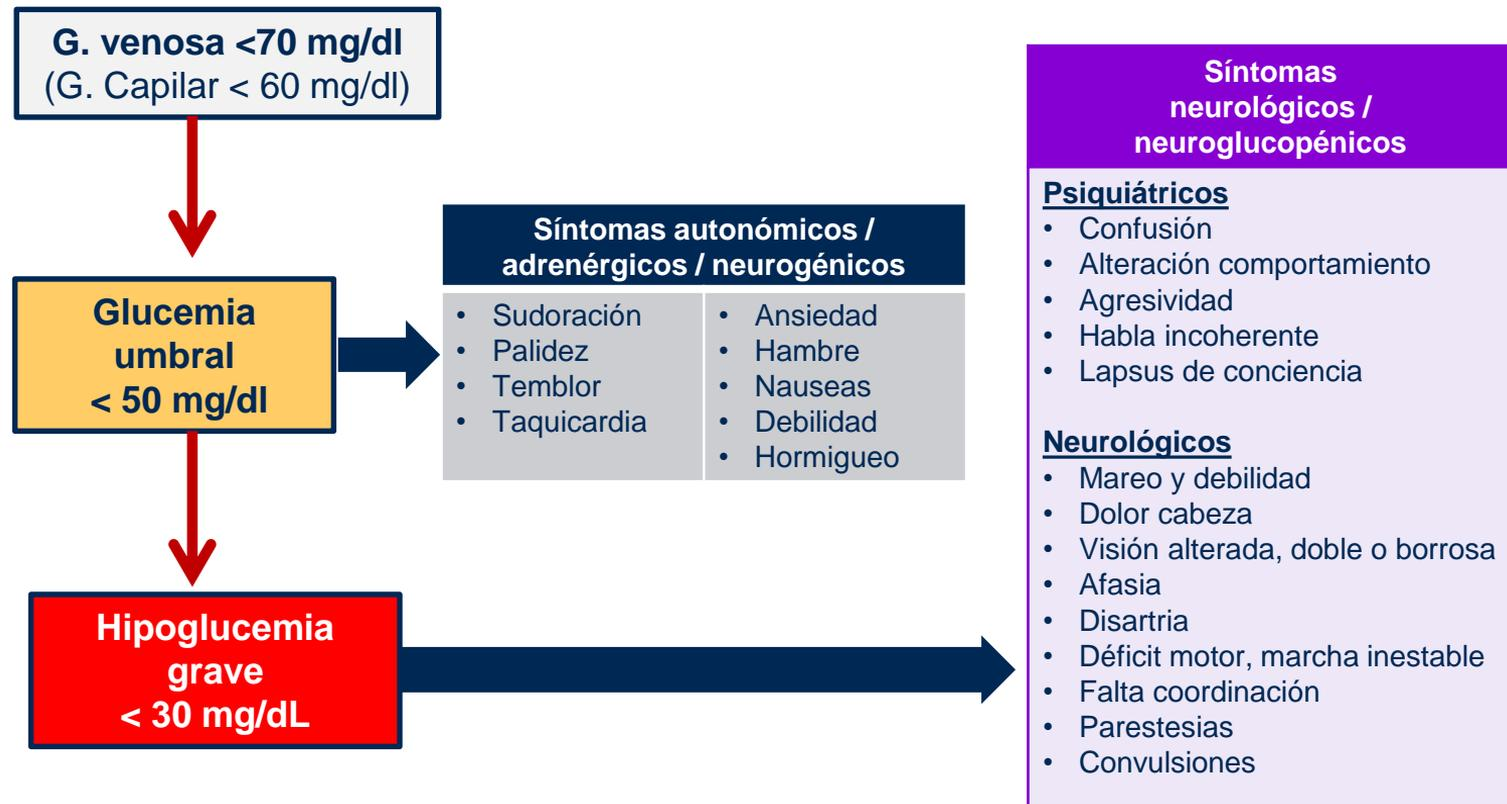 G. venosa <70 mg/dl
(G. Capilar < 60 mg/dl)
Glucemia
umbral
< 50 mg/dl
Hipoglucemia
grave
< 30 mg/dL
Síntomas autonómicos /
adrenérgicos / neurogénicos
• Sudoración
• Palidez
• Temblor
• Taquicardia
• Ansiedad
• Hambre
• Nauseas
• Debilidad
• Hormigueo
Síntomas
neurológicos /
neuroglucopénicos
Psiquiátricos
• Confusión
• Alteración comportamiento
• Agresividad
• Habla incoherente
• Lapsus de conciencia
Neurológicos
• Mareo y debilidad
• Dolor cabeza
• Visión alterada, doble o borrosa
• Afasia
• Disartria
• Déficit motor, marcha inestable
• Falta coordinación
• Parestesias
• Convulsiones